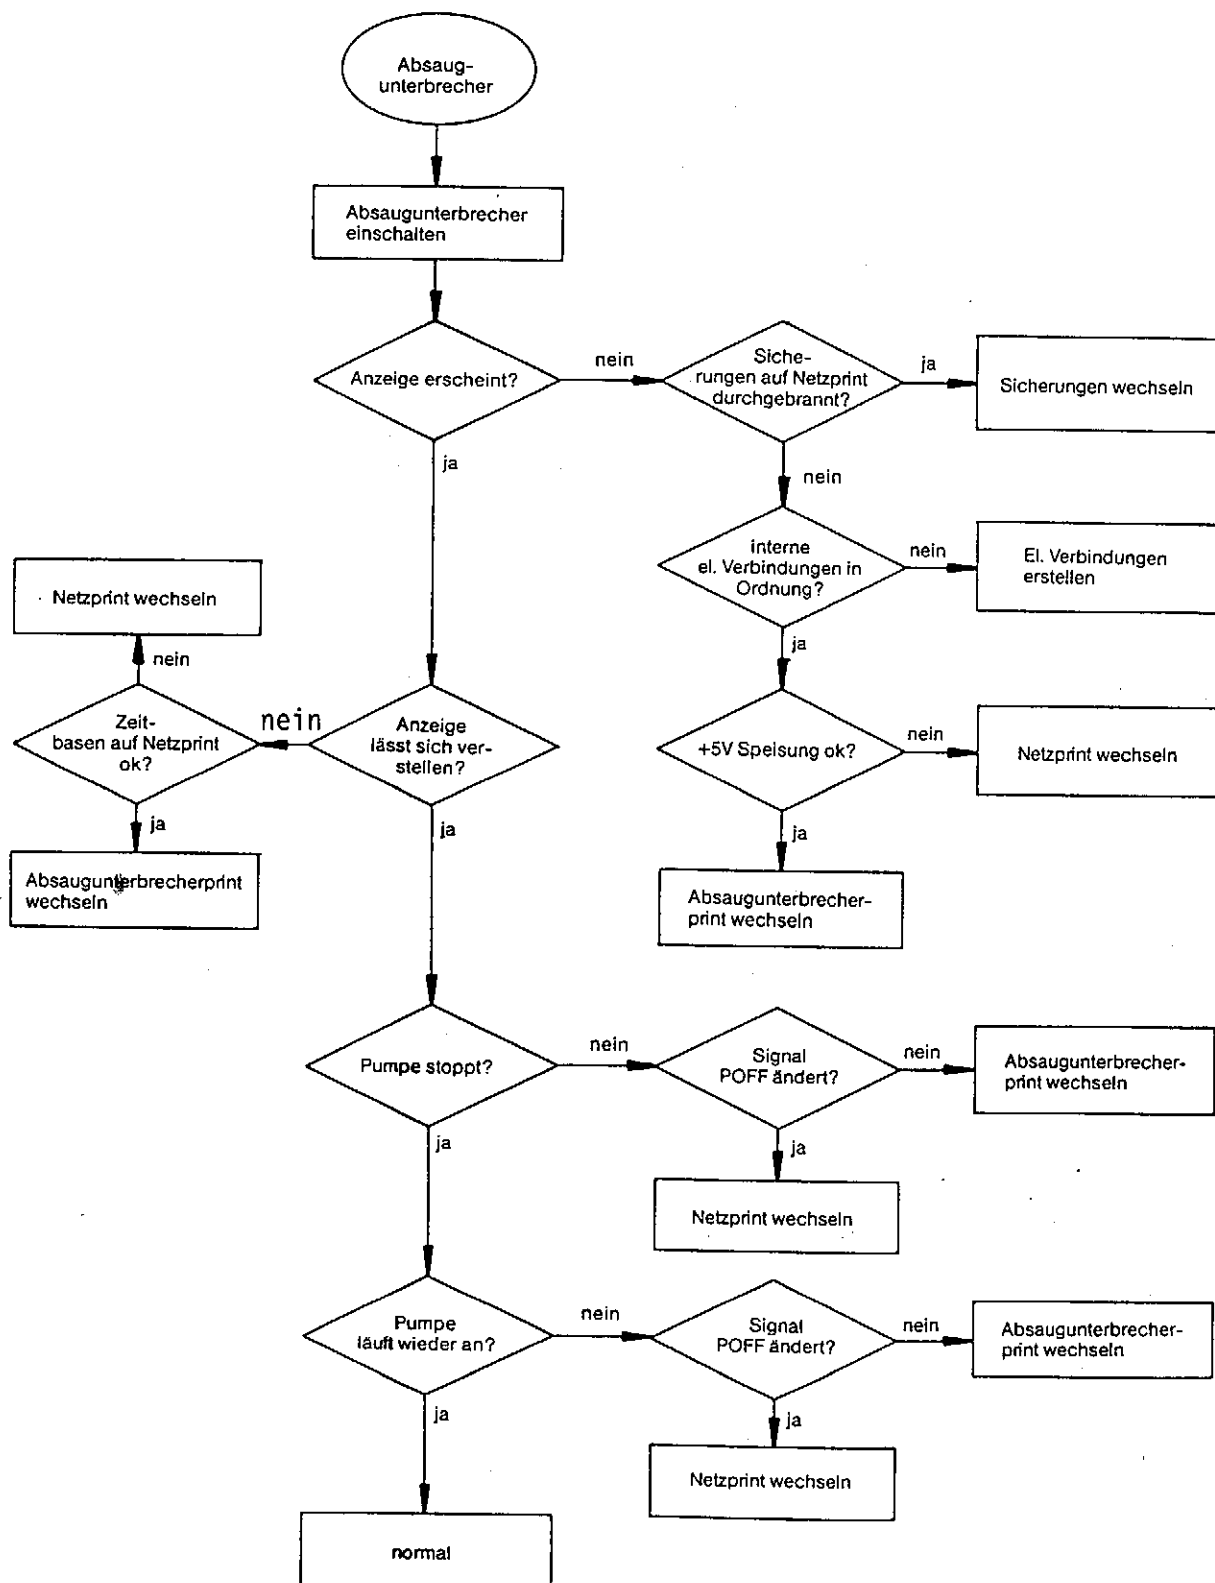 Absaug-
unterbrecher
Absaugunterbrecher
einschalten
Anzeige erscheint?
nein
Siche-
rungen auf Netzprint
durchgebrannt?
ja
Sicherungen wechseln
ja
nein
interne
el. Verbindungen in
Ordnung?
nein
El. Verbindungen
erstellen
ja
Netzprint wechseln
nein
Zeit-
basen auf Netzprint
ok?
nein
Anzeige
lässt sich ver-
stellen?
+5V Speisung ok?
nein
Netzprint wechseln
ja
ja
ja
Absaugunterbrecherprint
wechseln
Absaugunterbrecher-
print wechseln
Pumpe stoppt?
nein
Signal
POFF ändert?
nein
Absaugunterbrecher-
print wechseln
ja
ja
Netzprint wechseln
Pumpe
läuft wieder an?
nein
Signal
POFF ändert?
nein
Absaugunterbrecher-
print wechseln
ja
ja
Netzprint wechseln
normal